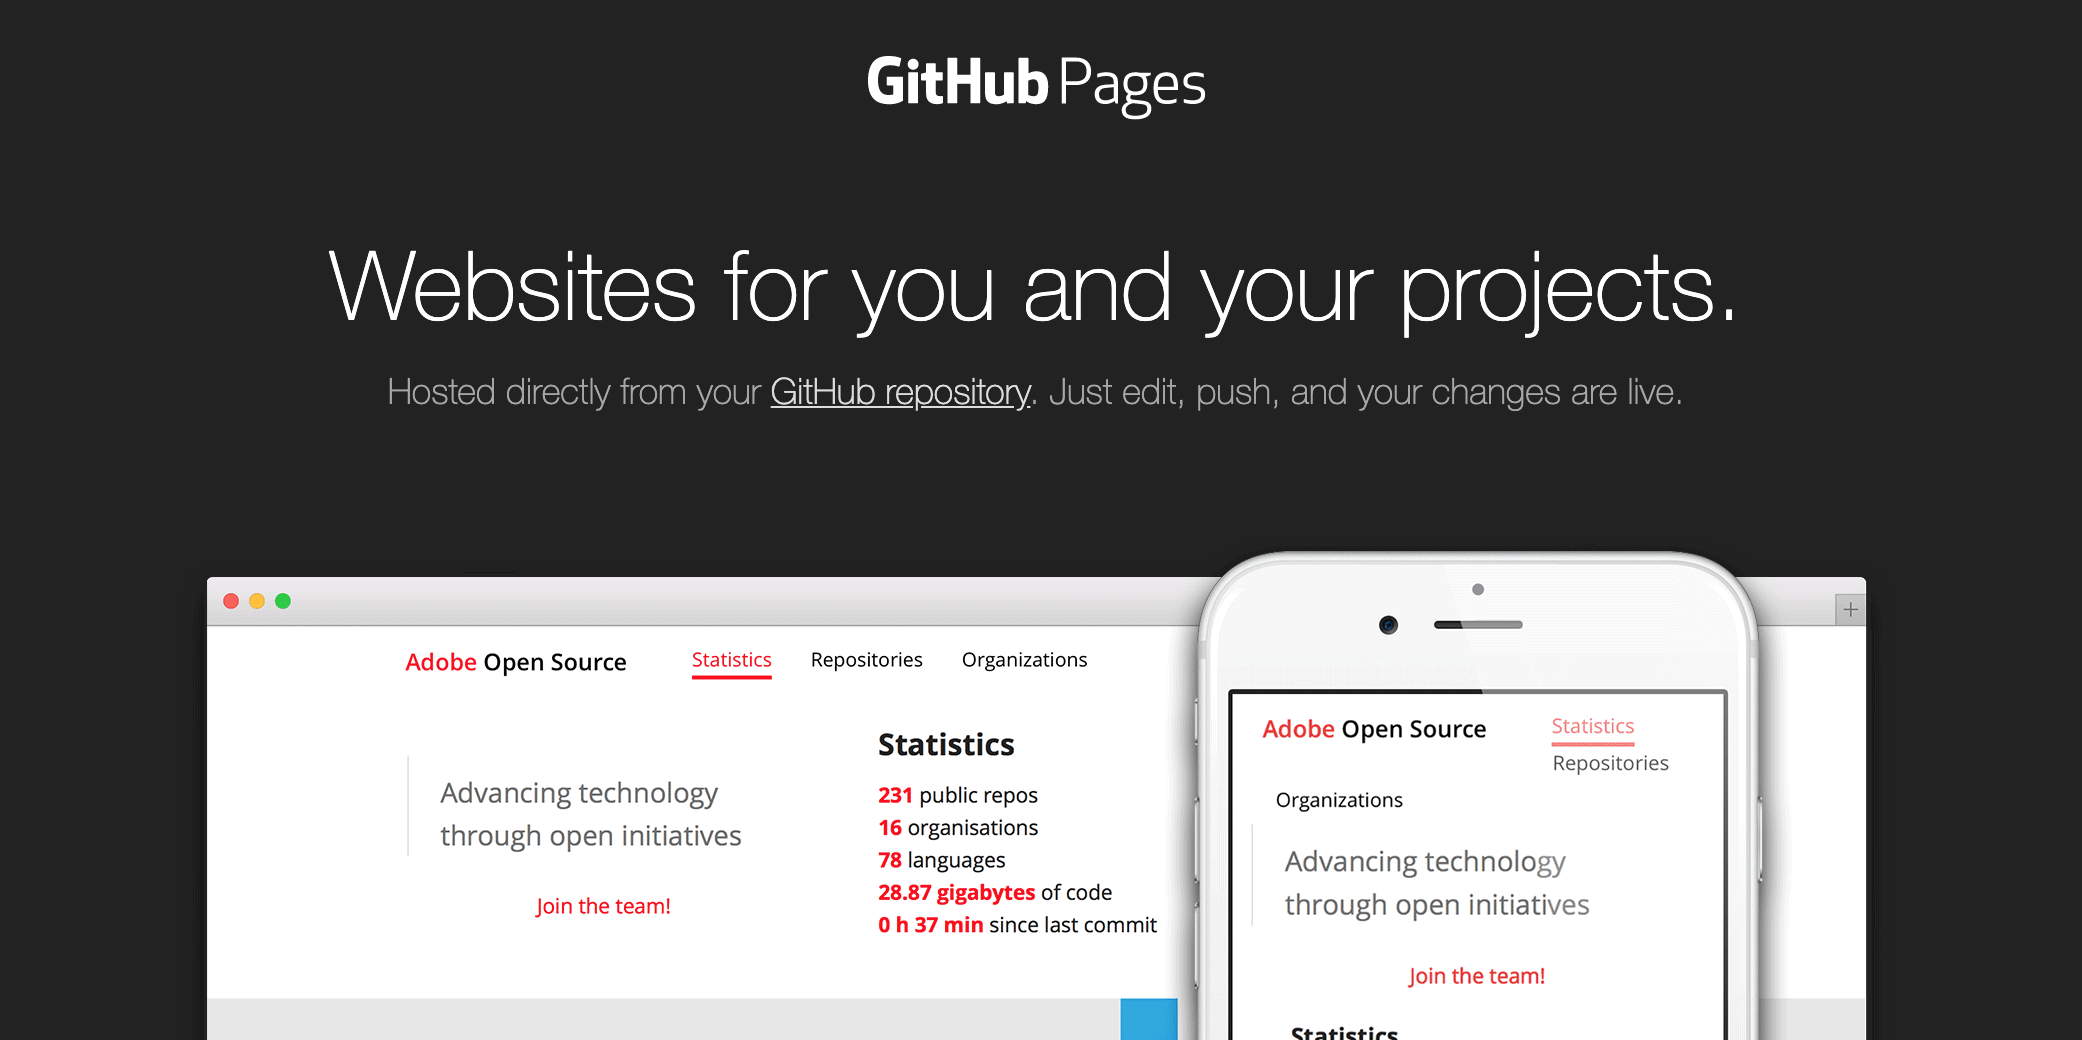 GitHub Pages
Websites for you and your projects.
Hosted directly from your GitHub repository. Just edit, push, and your changes are live.
Adobe Open Source
Statistics
Repositories
Organizations
Advancing technology
through open initiatives
Join the team!
Statistics
231 public repos
16 organisations
78 languages
28.87 gigabytes of code
0 h 37 min since last commit
Adobe Open Source
Statistics
Repositories
Organizations
Advancing technology
through open initiatives
Join the team!
Statistics